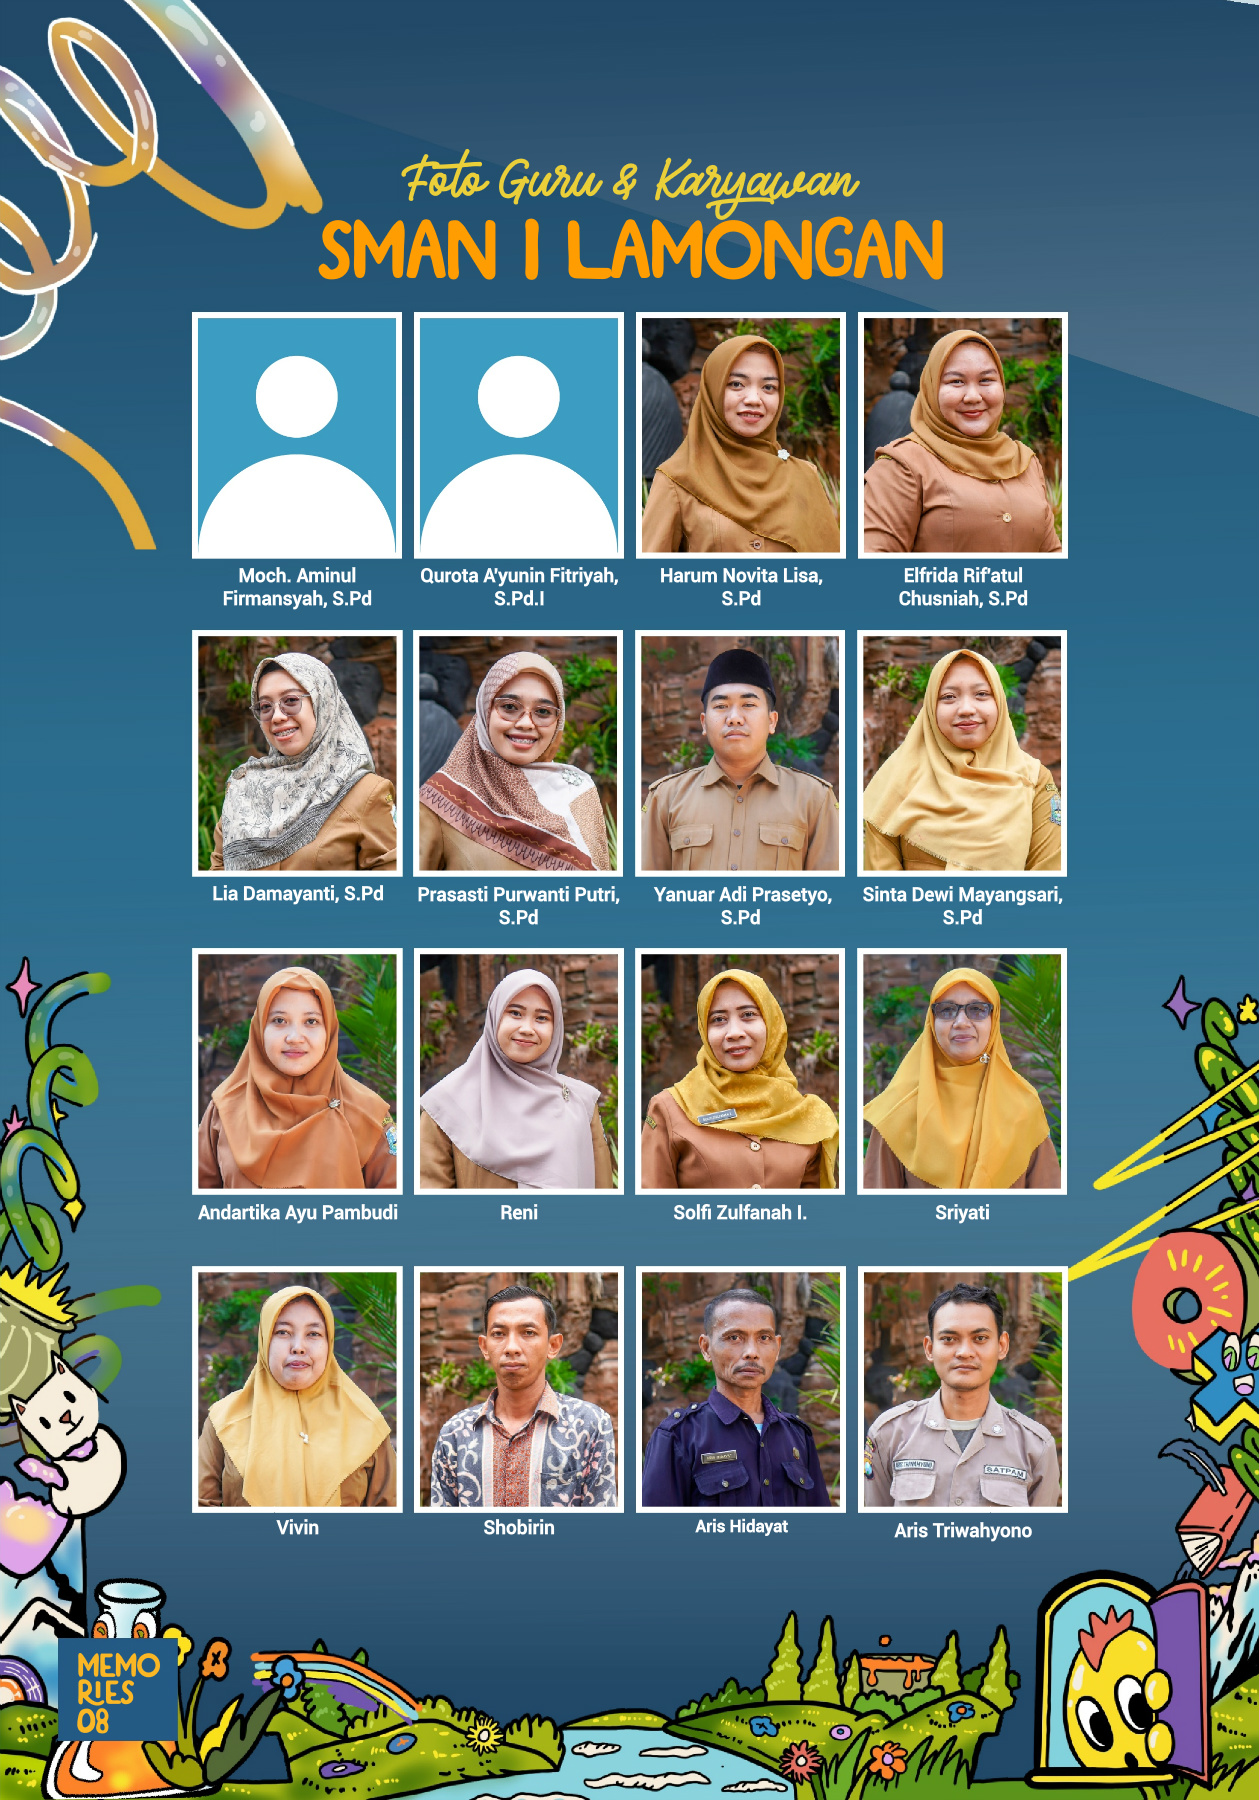 Foto Guru & Karyawan
SMAN 1 LAMONGAN
Moch. Aminul
Firmansyah, S.Pd
Qurota A'yunin Fitriyah,
S.Pd.I
Harum Novita Lisa,
S.Pd
Elfrida Rif'atul
Chusniah, S.Pd
Lia Damayanti, S.Pd
Prasasti Purwanti Putri,
S.Pd
Yanuar Adi Prasetyo,
S.Pd
Sinta Dewi Mayangsari,
S.Pd
Andartika Ayu Pambudi
Reni
Solfi Zulfanah I.
Sriyati
SATPAM
Vivin
Shobirin
Aris Hidayat
Aris Triwahyono
MEMO
RIES
08